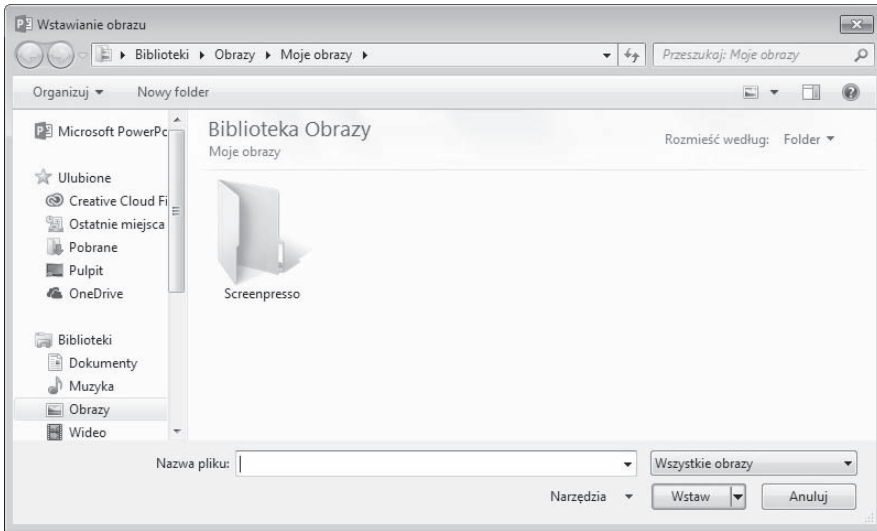 Wstawianie obrazu
Biblioteki Obrazy Moje obrazy
Przeszukaj: Moje obrazy
Organizuj Nowy folder
Microsoft PowerPc
Ulubione
Creative Cloud Fi
Ostatnie miejsca
Pobrane
Pulpit
OneDrive
Biblioteki
Dokumenty
Muzyka
Obrazy
Wideo
Biblioteka Obrazy
Moje obrazy
Rozmieść według: Folder
Screenpresso
Nazwa pliku:
Wszystkie obrazy
Narzędzia Wstaw Anuluj